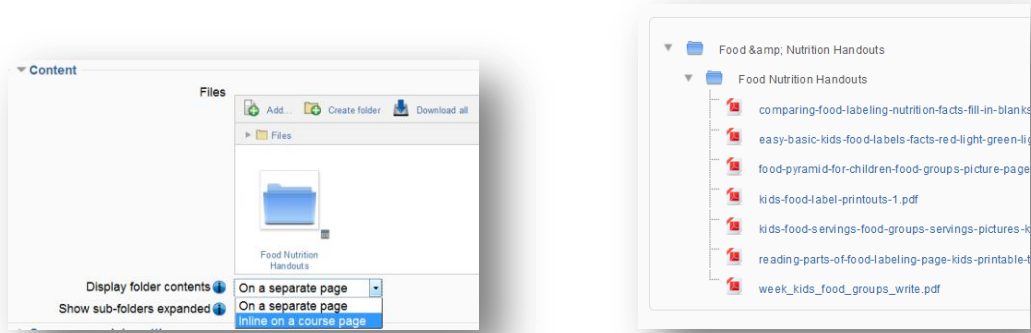 Content
Files
Add... Create folder Download all
Files
Food Nutrition
Handouts
Display folder contents On a separate page
Show sub-folders expanded On a separate page
Inline on a course page
Food &amp; Nutrition Handouts
Food Nutrition Handouts
comparing-food-labeling-nutrition-facts-fill-in-blanks
easy-basic-kids-food-labels-facts-red-light-green-lig
food-pyramid-for-children-food-groups-picture-page
kids-food-label-printouts-1.pdf
kids-food-servings-food-groups-servings-pictures-k
reading-parts-of-food-labeling-page-kids-printable-t
week_kids_food_groups_write.pdf